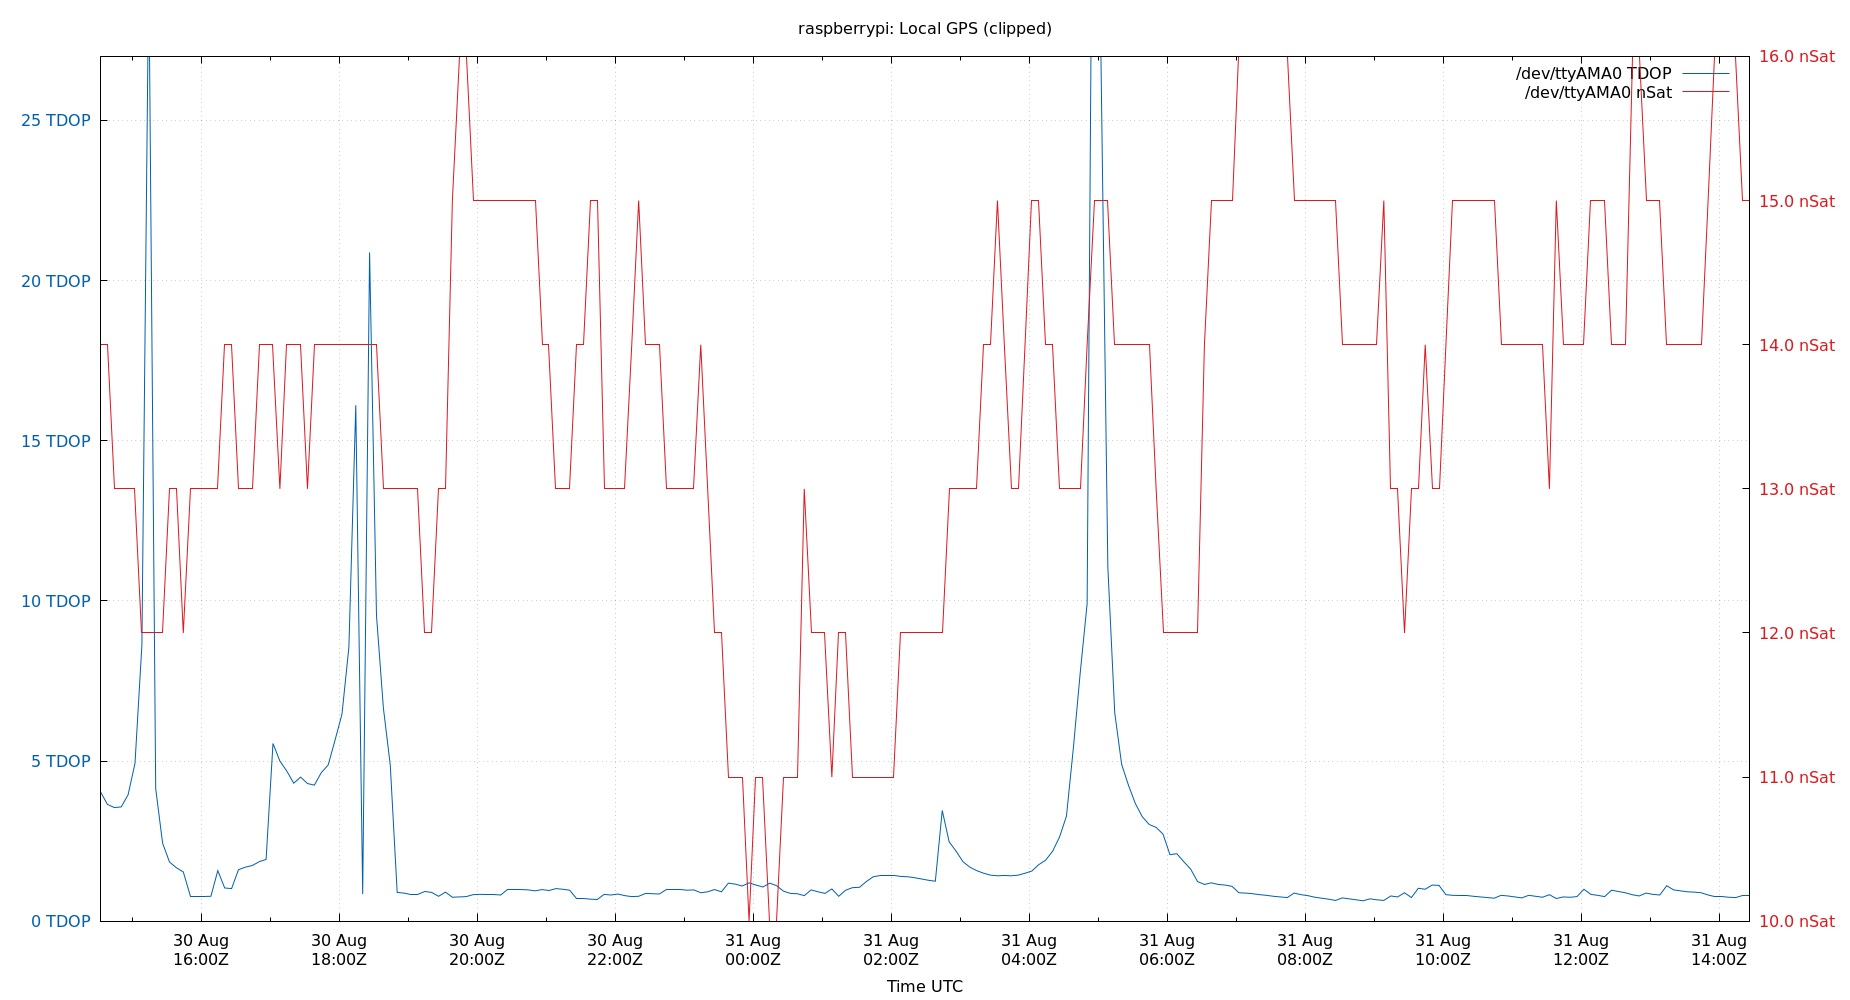 raspberrypi: Local GPS (clipped)
16.0 nSat
/dev/ttyAMA0 TDOP
/dev/ttyAMA0 nSat
25 TDOP
15.0 nSat
20 TDOP
14.0 nSat
15 TDOP
13.0 nSat
10 TDOP
12.0 nSat
5 TDOP
11.0 nSat
0 TDOP
10.0 nSat
30 Aug 30 Aug 30 Aug 30 Aug 31 Aug 31 Aug 31 Aug 31 Aug 31 Aug 31 Aug 31 Aug 31 Aug
16:00Z 18:00Z 20:00Z 22:00Z 00:00Z 02:00Z 04:00Z 06:00Z 08:00Z 10:00Z 12:00Z 14:00Z
Time UTC